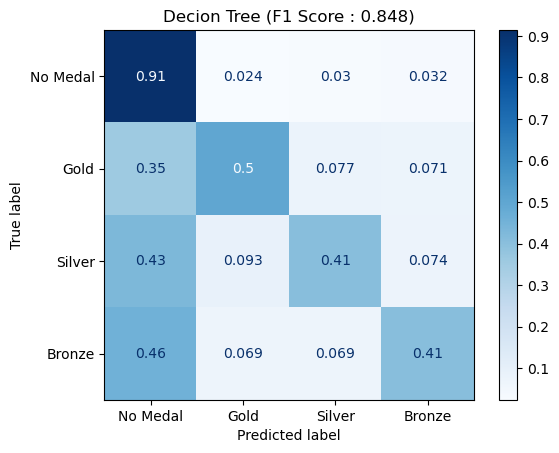 Decion Tree (F1 Score : 0.848)
True label
No Medal 0.91 0.024 0.03 0.032
Gold 0.35 0.5 0.077 0.071
Silver 0.43 0.093 0.41 0.074
Bronze 0.46 0.069 0.069 0.41
No Medal Gold Silver Bronze
Predicted label
0.9
0.8
0.7
0.6
0.5
0.4
0.3
0.2
0.1